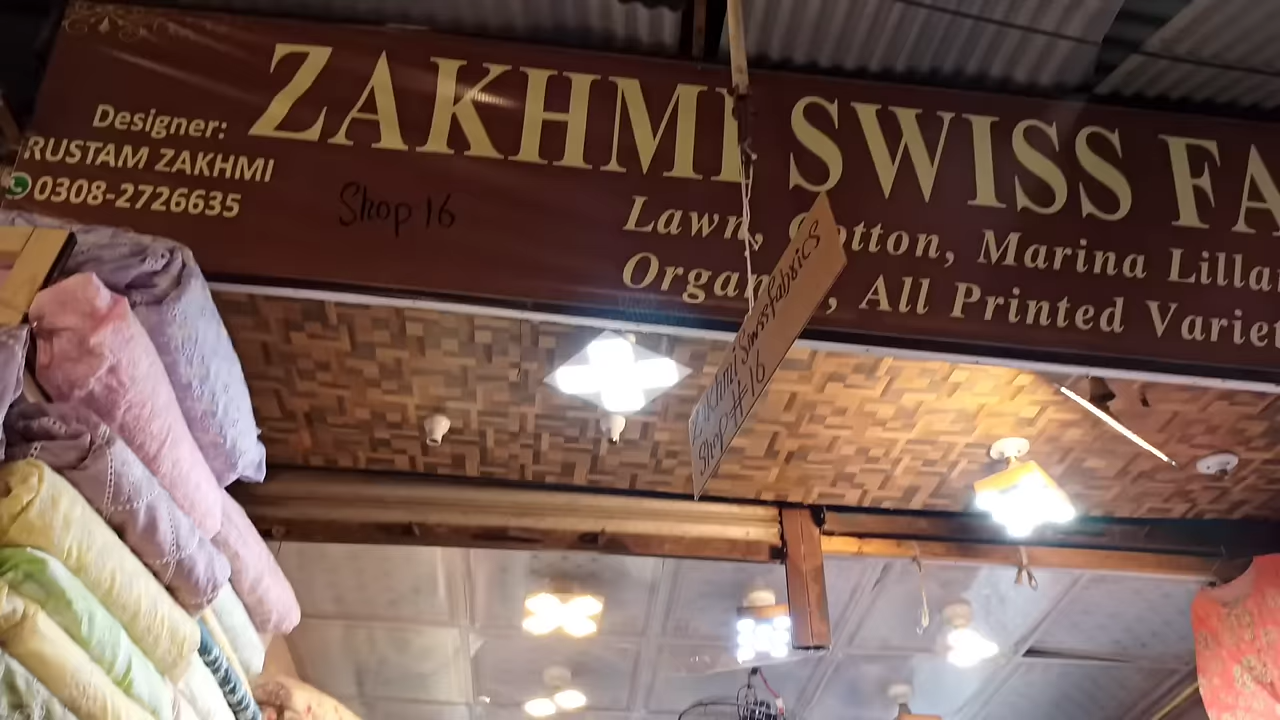 ZAKHMI SWISS FA
Designer:
RUSTAM ZAKHMI
0308-2726635
Shop 16
Lawn, Cotton, Marina Lilla
Organ , All Printed Variet
Zakhmi Swiss fabrics
Shop #16